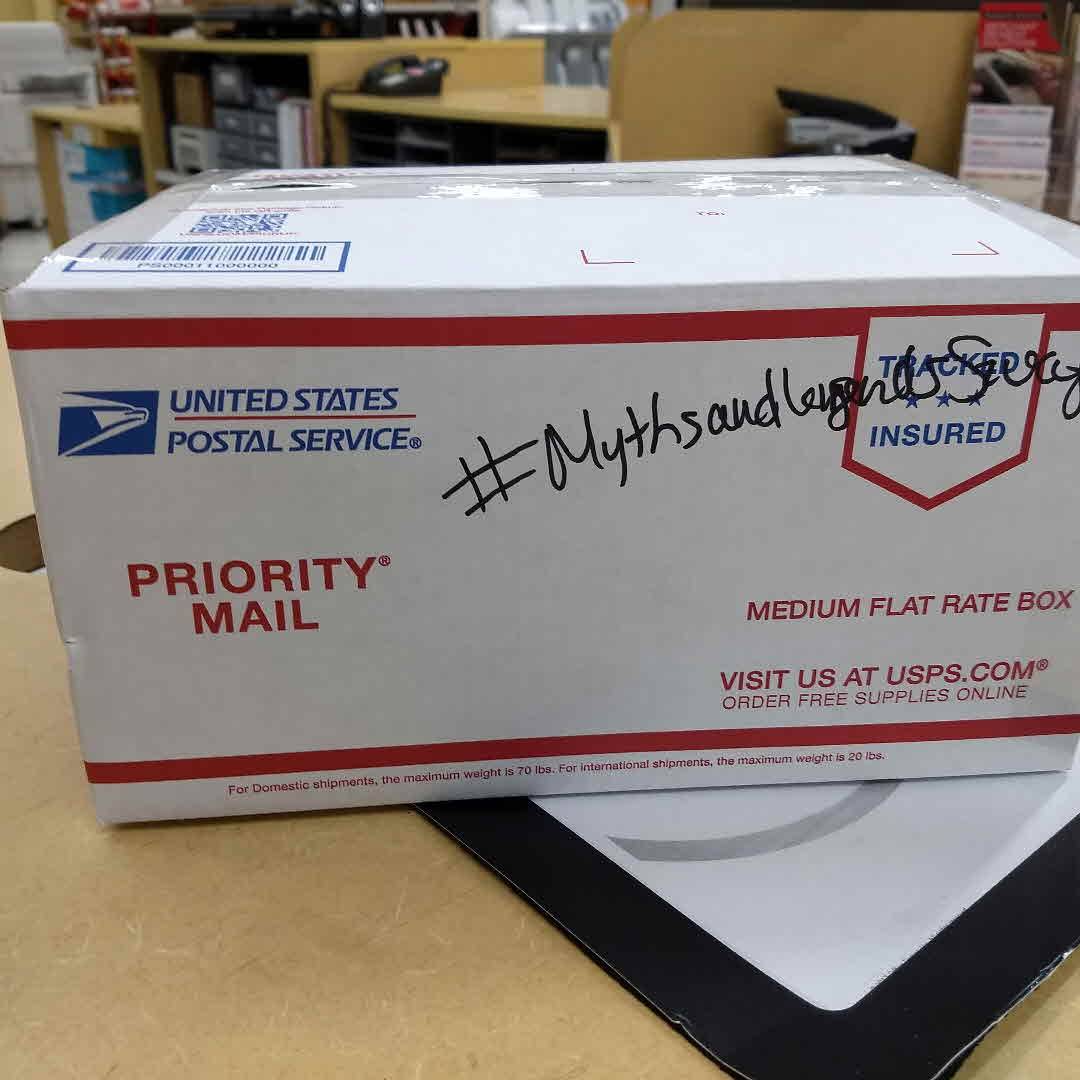 TO:
PS00011000000
UNITED STATES
POSTAL SERVICE®
TRACKED
INSURED
#Mythsandlegends
PRIORITY®
MAIL
MEDIUM FLAT RATE BOX
VISIT US AT USPS.COM®
ORDER FREE SUPPLIES ONLINE
For Domestic shipments, the maximum weight is 70 lbs. For international shipments, the maximum weight is 20 lbs.